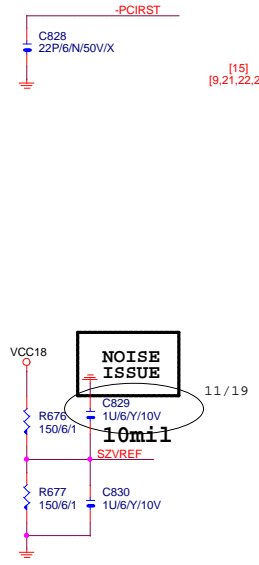 -PCIRST
C828
22P/6/N/50V/X
[15]
[9,21,22,2
NOISE
ISSUE
VCC18
11/19
C829
1U/6/Y/10V
R676
150/6/1
10mil
SZVREF
R677
150/6/1
C830
1U/6/Y/10V